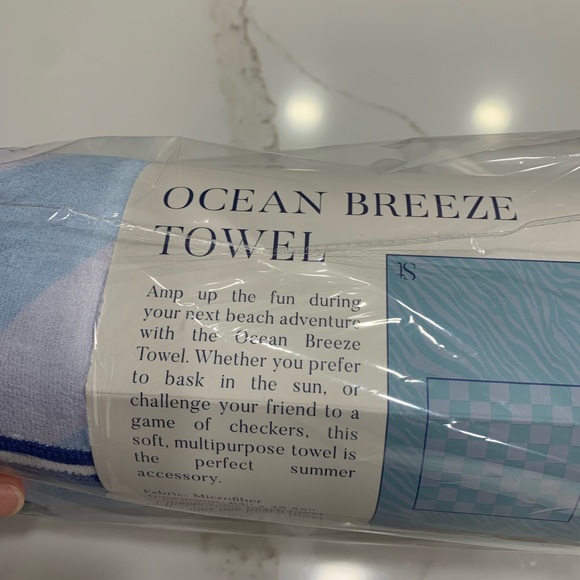 OCEAN BREEZE
TOWEL
Amp up the fun during
your next beach adventure
with the Ocean Breeze
Towel. Whether you prefer
to bask in the sun, or
challenge your friend to a
game of checkers, this
soft, multipurpose towel is
the perfect summer
accessory.
Fabric: Microfiber